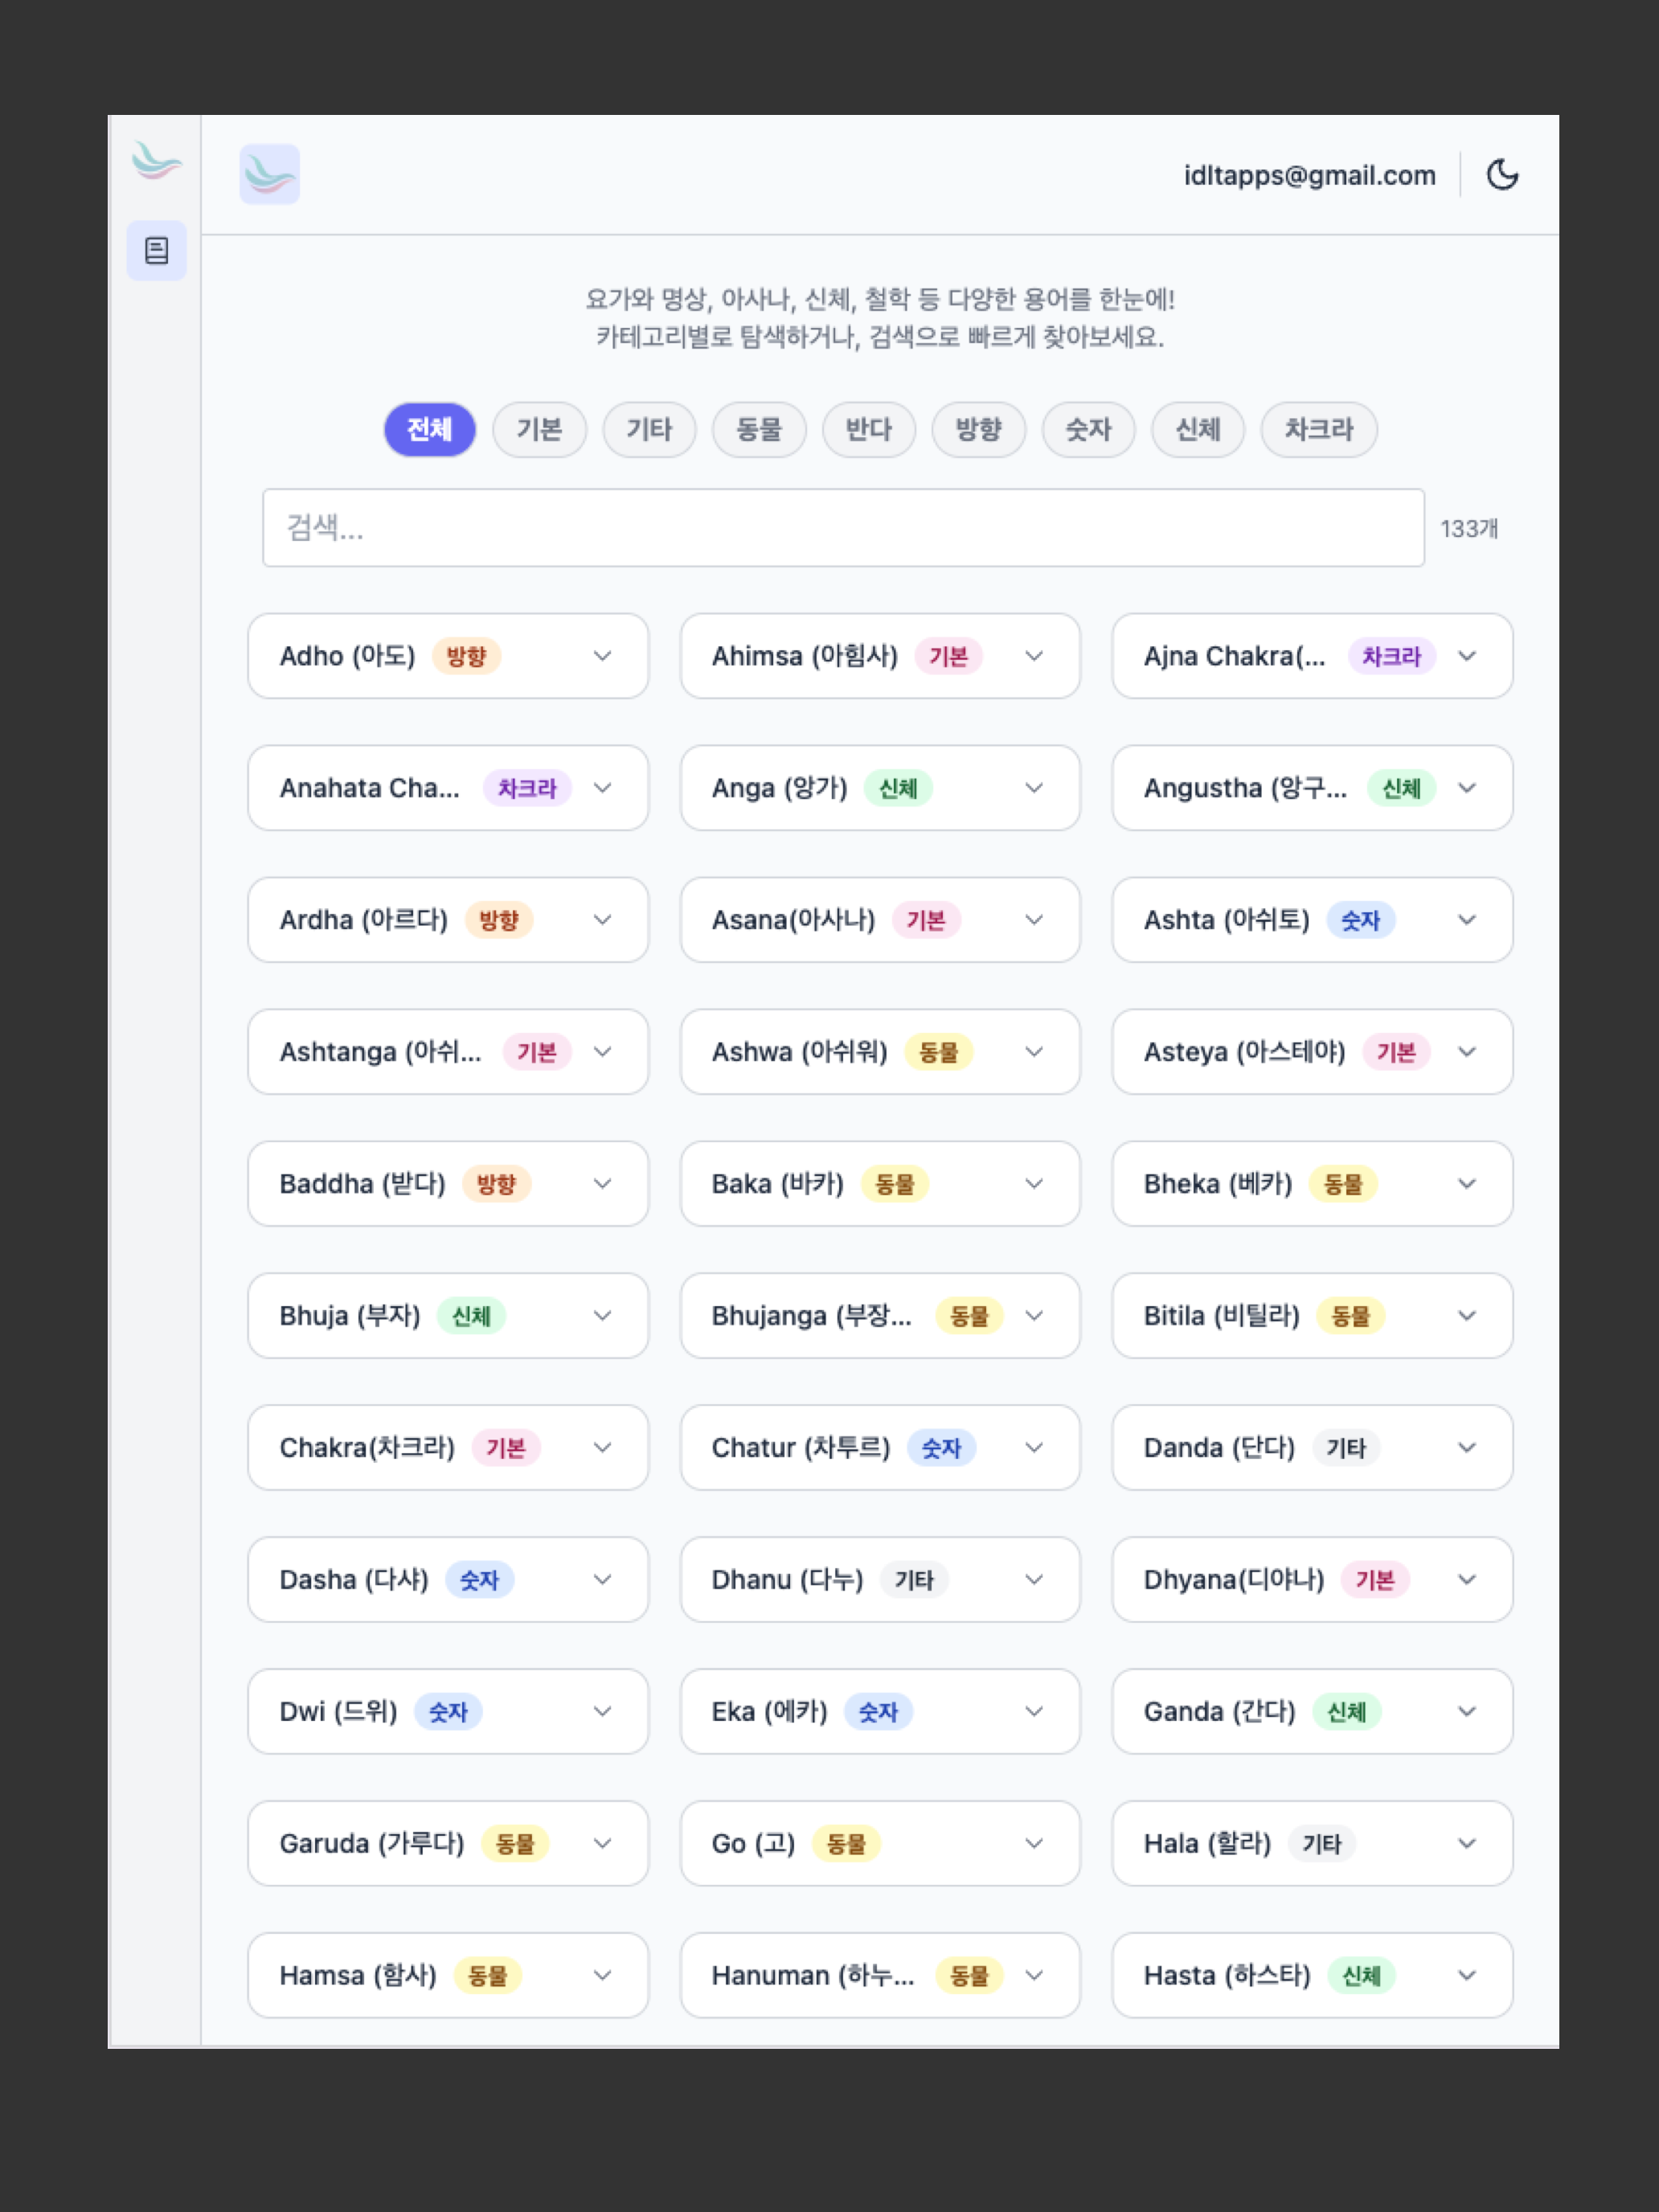 idltapps@gmail.com
요가와 명상, 아사나, 신체, 철학 등 다양한 용어를 한눈에!
카테고리별로 탐색하거나, 검색으로 빠르게 찾아보세요.
전체 기본 기타 동물 반다 방향 숫자 신체 차크라
검색... 133개
Adho (아도) 방향 Ahimsa (아힘사) 기본 Ajna Chakra(... 차크라
Anahata Cha... 차크라 Anga (앙가) 신체 Angustha (앙구... 신체
Ardha (아르다) 방향 Asana(아사나) 기본 Ashta (아쉬토) 숫자
Ashtanga (아쉬... 기본 Ashwa (아쉬워) 동물 Asteya (아스테야) 기본
Baddha (받다) 방향 Baka (바카) 동물 Bheka (베카) 동물
Bhuja (부자) 신체 Bhujanga (부장... 동물 Bitila (비틸라) 동물
Chakra(차크라) 기본 Chatur (차투르) 숫자 Danda (단다) 기타
Dasha (다샤) 숫자 Dhanu (다누) 기타 Dhyana(디야나) 기본
Dwi (드위) 숫자 Eka (에카) 숫자 Ganda (간다) 신체
Garuda (가루다) 동물 Go (고) 동물 Hala (할라) 기타
Hamsa (함사) 동물 Hanuman (하누... 동물 Hasta (하스타) 신체